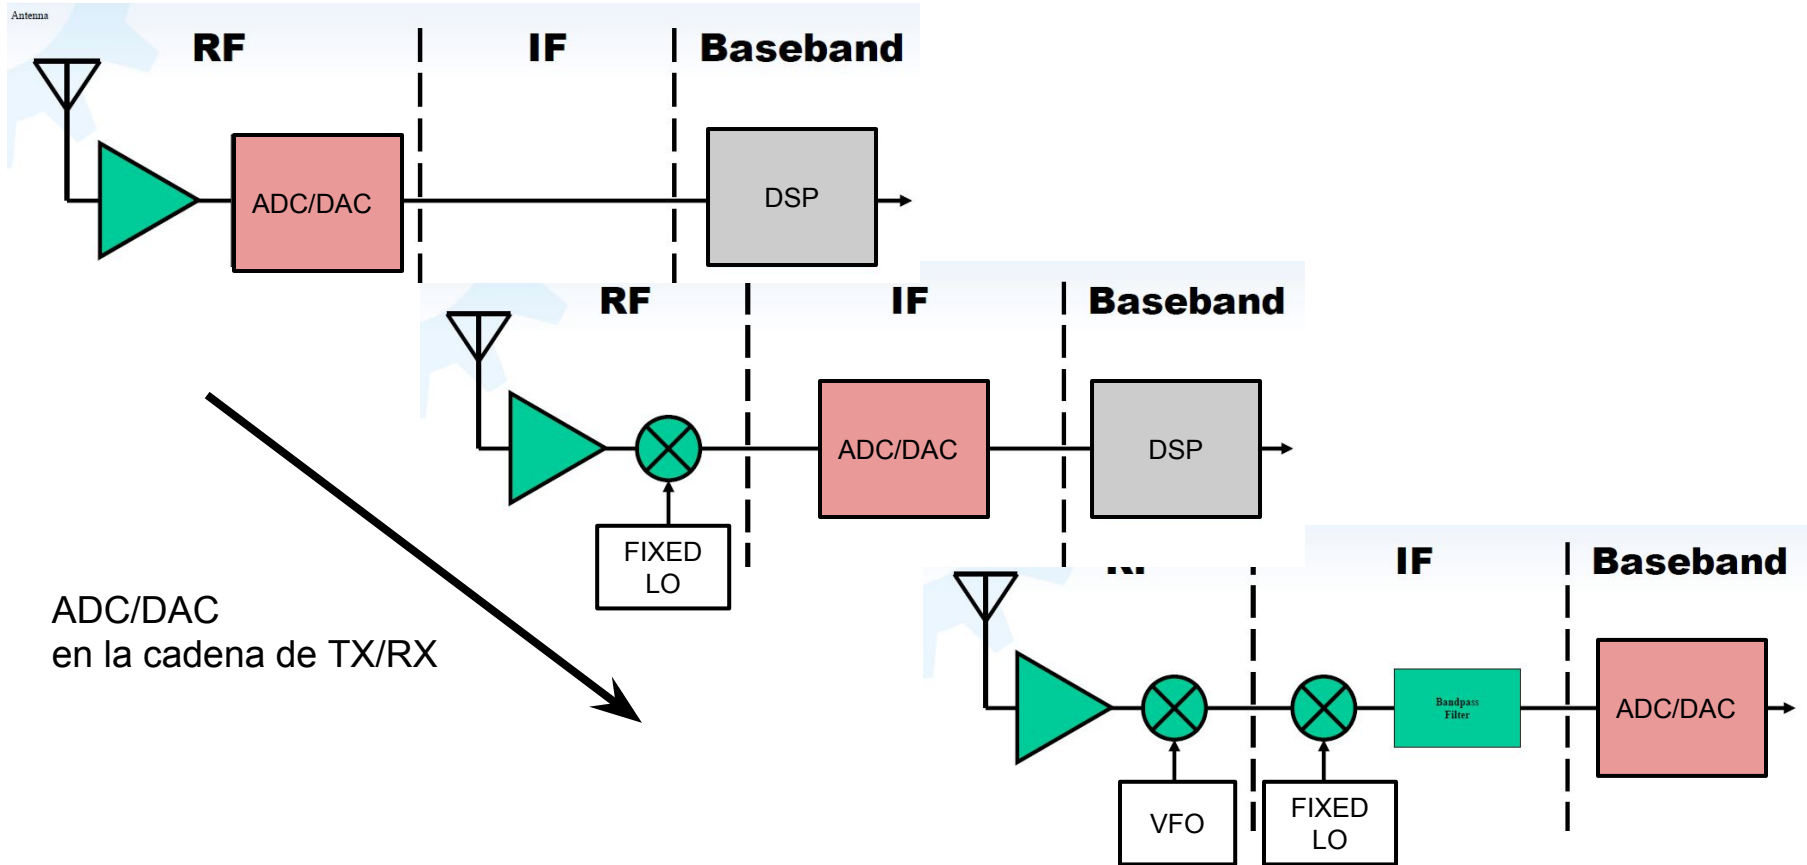 Antenna
RF
IF
Baseband
ADC/DAC
DSP
RF
IF
Baseband
ADC/DAC
DSP
FIXED
LO
ADC/DAC
en la cadena de TX/RX
RF
IF
Baseband
Bandpass
Filter
ADC/DAC
VFO
FIXED
LO